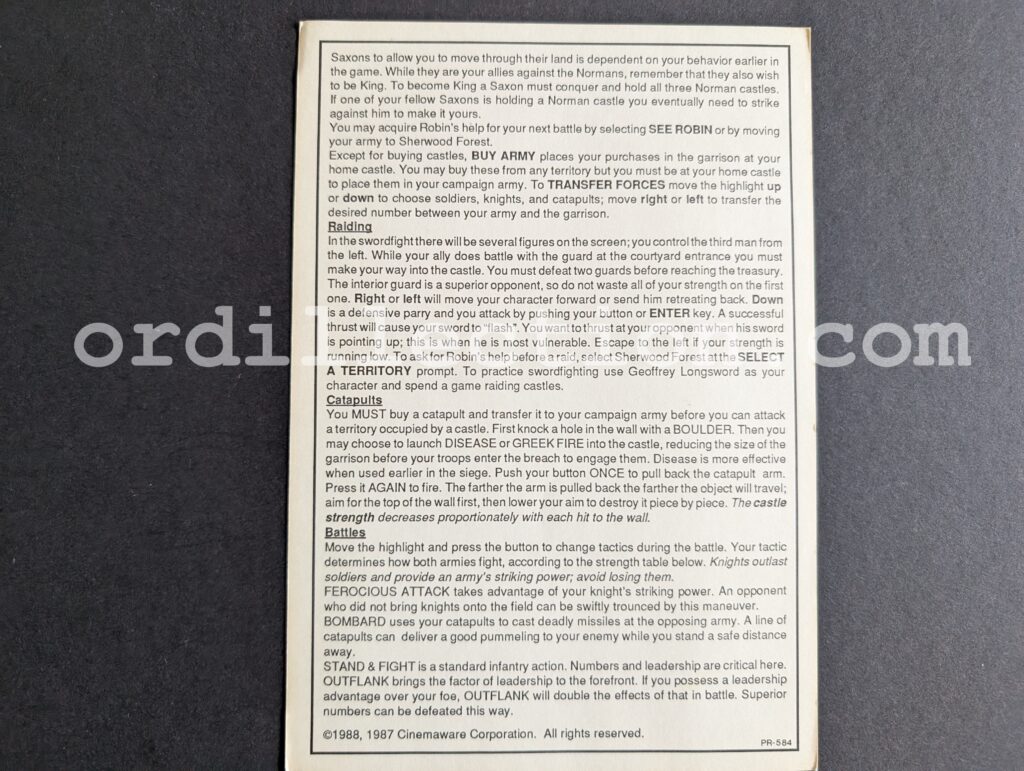 Saxons to allow you to move through their land is dependent on your behavior earlier in
the game. While they are your allies against the Normans, remember that they also wish
to be King. To become King a Saxon must conquer and hold all three Norman castles.
If one of your fellow Saxons is holding a Norman castle you eventually need to strike
against him to make it yours.
You may acquire Robin's help for your next battle by selecting SEE ROBIN or by moving
your army to Sherwood Forest.
Except for buying castles, BUY ARMY places your purchases in the garrison at your
home castle. You may buy these from any territory but you must be at your home castle
to place them in your campaign army. To TRANSFER FORCES move the highlight up
or down to choose soldiers, knights, and catapults; move right or left to transfer the
desired number between your army and the garrison.
Raiding
In the swordfight there will be several figures on the screen; you control the third man from
the left. While your ally does battle with the guard at the courtyard entrance you must
make your way into the castle. You must defeat two guards before reaching the treasury.
The interior guard is a superior opponent, so do not waste all of your strength on the first
one. Right or left will move your character forward or send him retreating back. Down
is a defensive parry and you attack by pushing your button or ENTER key. A successful
thrust will cause your sword to "flash". You want to thrust at your opponent when his sword
is pointing up; this is when he is most vulnerable. Escape to the left if your strength is
running low. To ask for Robin's help before a raid, select Sherwood Forest at the SELECT
A TERRITORY prompt. To practice swordfighting use Geoffrey Longsword as your
character and spend a game raiding castles.
Catapults
You MUST buy a catapult and transfer it to your campaign army before you can attack
a territory occupied by a castle. First knock a hole in the wall with a BOULDER. Then you
may choose to launch DISEASE or GREEK FIRE into the castle, reducing the size of the
garrison before your troops enter the breach to engage them. Disease is more effective
when used earlier in the siege. Push your button ONCE to pull back the catapult arm.
Press it AGAIN to fire. The farther the arm is pulled back the farther the object will travel;
aim for the top of the wall first, then lower your aim to destroy it piece by piece. The castle
strength decreases proportionately with each hit to the wall.
Battles
Move the highlight and press the button to change tactics during the battle. Your tactic
determines how both armies fight, according to the strength table below. Knights outlast
soldiers and provide an army's striking power; avoid losing them.
FEROCIOUS ATTACK takes advantage of your knight's striking power. An opponent
who did not bring knights onto the field can be swiftly trounced by this maneuver.
BOMBARD uses your catapults to cast deadly missiles at the opposing army. A line of
catapults can deliver a good pummeling to your enemy while you stand a safe distance
away.
STAND & FIGHT is a standard infantry action. Numbers and leadership are critical here.
OUTFLANK brings the factor of leadership to the forefront. If you possess a leadership
advantage over your foe, OUTFLANK will double the effects of that in battle. Superior
numbers can be defeated this way.
©1988, 1987 Cinemaware Corporation. All rights reserved.
PR-584